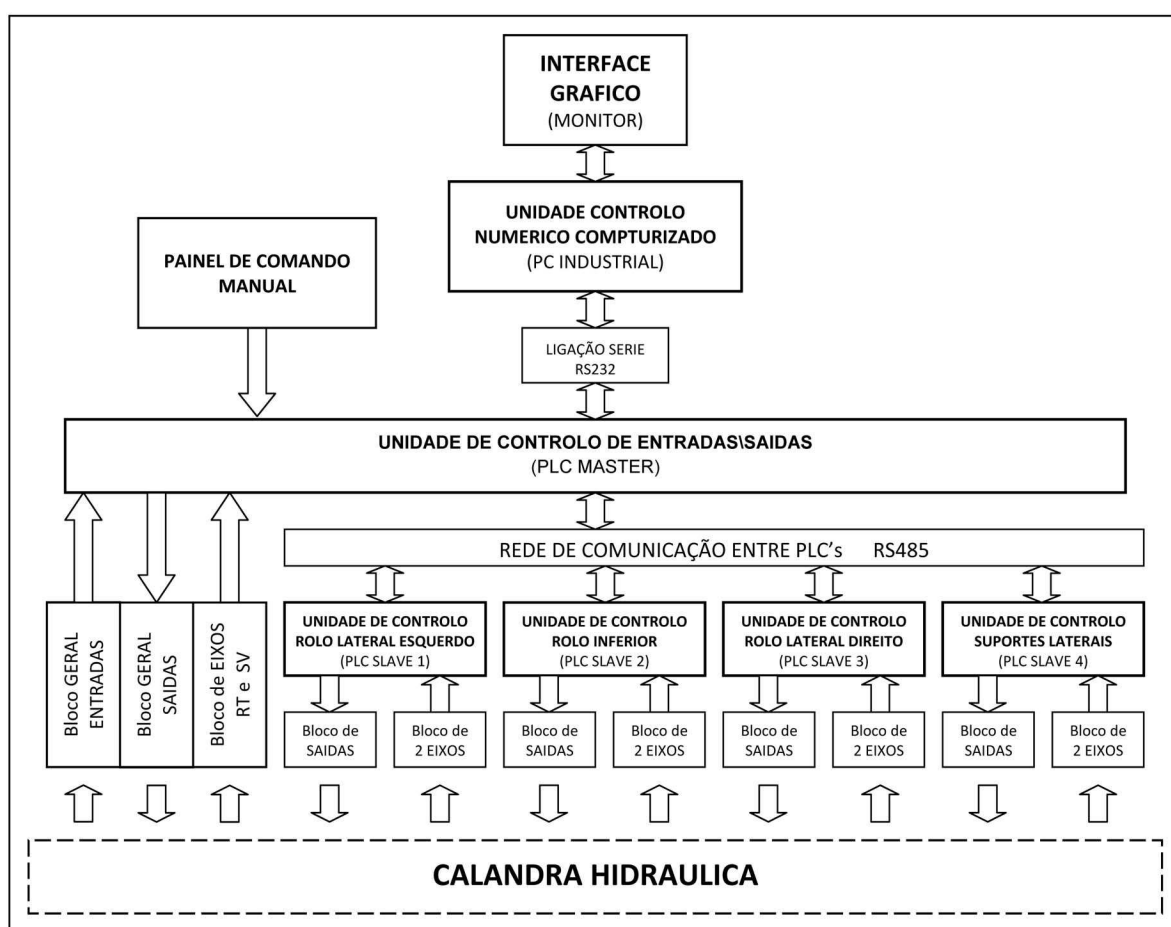 INTERFACE
GRAFICO
(MONITOR)
UNIDADE CONTROLO
NUMERICO COMPTURIZADO
(PC INDUSTRIAL)
PAINEL DE COMANDO
MANUAL
LIGAÇÃO SERIE
RS232
UNIDADE DE CONTROLO DE ENTRADAS\SAIDAS
(PLC MASTER)
REDE DE COMUNICAÇÃO ENTRE PLC’s RS485
Bloco GERAL
ENTRADAS
Bloco GERAL
SAIDAS
Bloco de EIXOS
RT e SV
UNIDADE DE CONTROLO
ROLO LATERAL ESQUERDO
(PLC SLAVE 1)
UNIDADE DE CONTROLO
ROLO INFERIOR
(PLC SLAVE 2)
UNIDADE DE CONTROLO
ROLO LATERAL DIREITO
(PLC SLAVE 3)
UNIDADE DE CONTROLO
SUPORTES LATERAIS
(PLC SLAVE 4)
Bloco de
SAIDAS
Bloco de
2 EIXOS
Bloco de
SAIDAS
Bloco de
2 EIXOS
Bloco de
SAIDAS
Bloco de
2 EIXOS
Bloco de
SAIDAS
Bloco de
2 EIXOS
CALANDRA HIDRAULICA